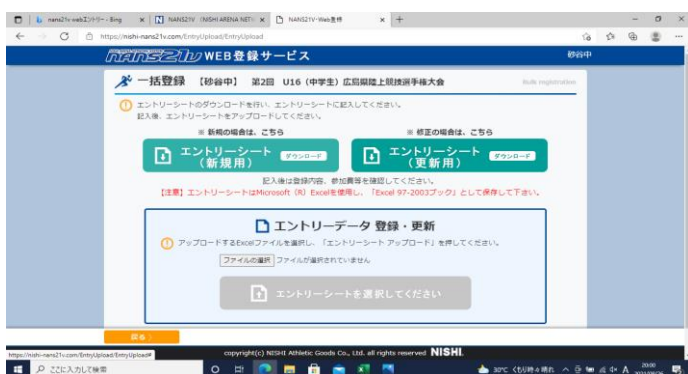 nans21v webエントリー - Bing
NANS21V (NISHI ARENA NET)
NANS21V-Web登録
https://nishi-nans21v.com/EntryUpload/EntryUpload
NANS21V WEB登録サービス
砂谷中
一括登録 【砂谷中】 第2回 U16（中学生）広島県陸上競技選手権大会
Bulk registration
エントリーシートのダウンロードを行い、エントリーシートに記入してください。
記入後、エントリーシートをアップロードしてください。
※ 新規の場合は、こちら
※ 修正の場合は、こちら
エントリーシート
（新規用）
ダウンロード
エントリーシート
（更新用）
ダウンロード
記入後は登録内容、参加費等を確認してください。
【注意】エントリーシートはMicrosoft（R）Excelを使用し、「Excel 97-2003ブック」として保存して下さい。
エントリーデータ 登録・更新
アップロードするExcelファイルを選択し、「エントリーシート アップロード」を押してください。
ファイルの選択 ファイルが選択されていません
エントリーシートを選択してください
戻る
https://nishi-nans21v.com/EntryUpload/EntryUpload#
copyright(c) NISHI Athletic Goods Co., Ltd. all rights reserved NISHI.
ここに入力して検索
30°C くもり時々晴れ
A
20:00